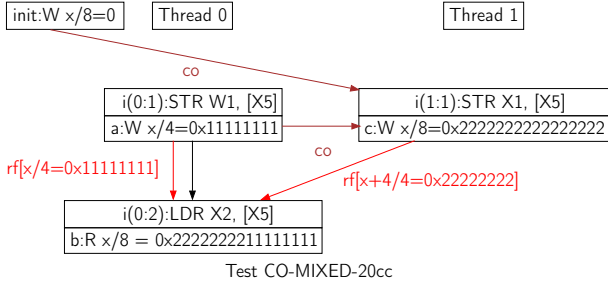 init:W x/8=0
Thread 0
Thread 1
co
i(0:1):STR W1, [X5]
a:W x/4=0x11111111
i(1:1):STR X1, [X5]
c:W x/8=0x2222222222222222
co
rf[x/4=0x11111111]
rf[x+4/4=0x22222222]
i(0:2):LDR X2, [X5]
b:R x/8 = 0x2222222211111111
Test CO-MIXED-20cc